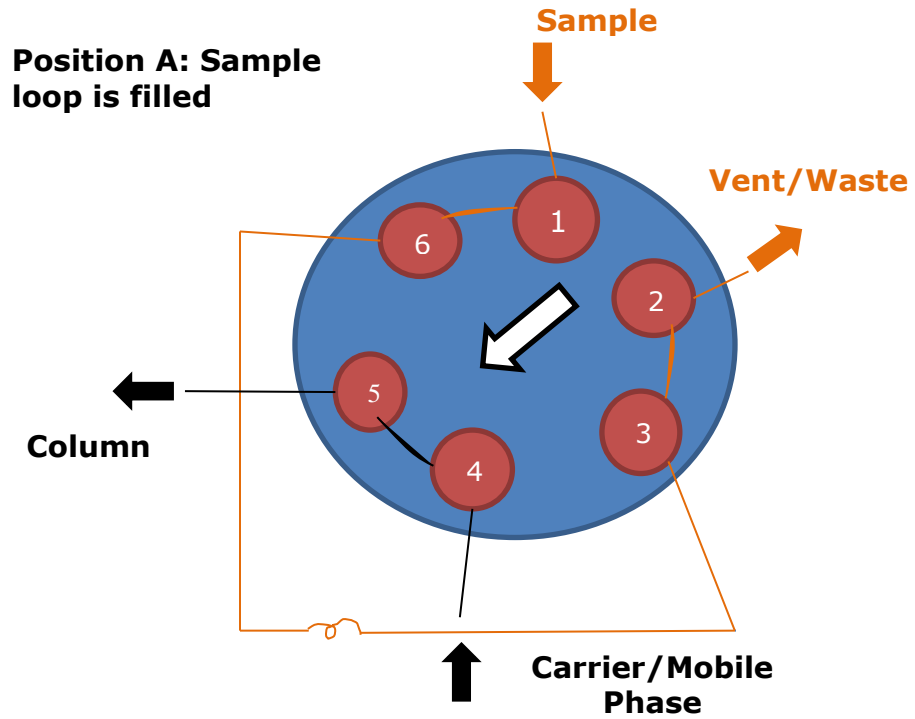 Sample
Position A: Sample
loop is filled
Vent/Waste
1
6
2
5
3
4
Column
Carrier/Mobile
Phase